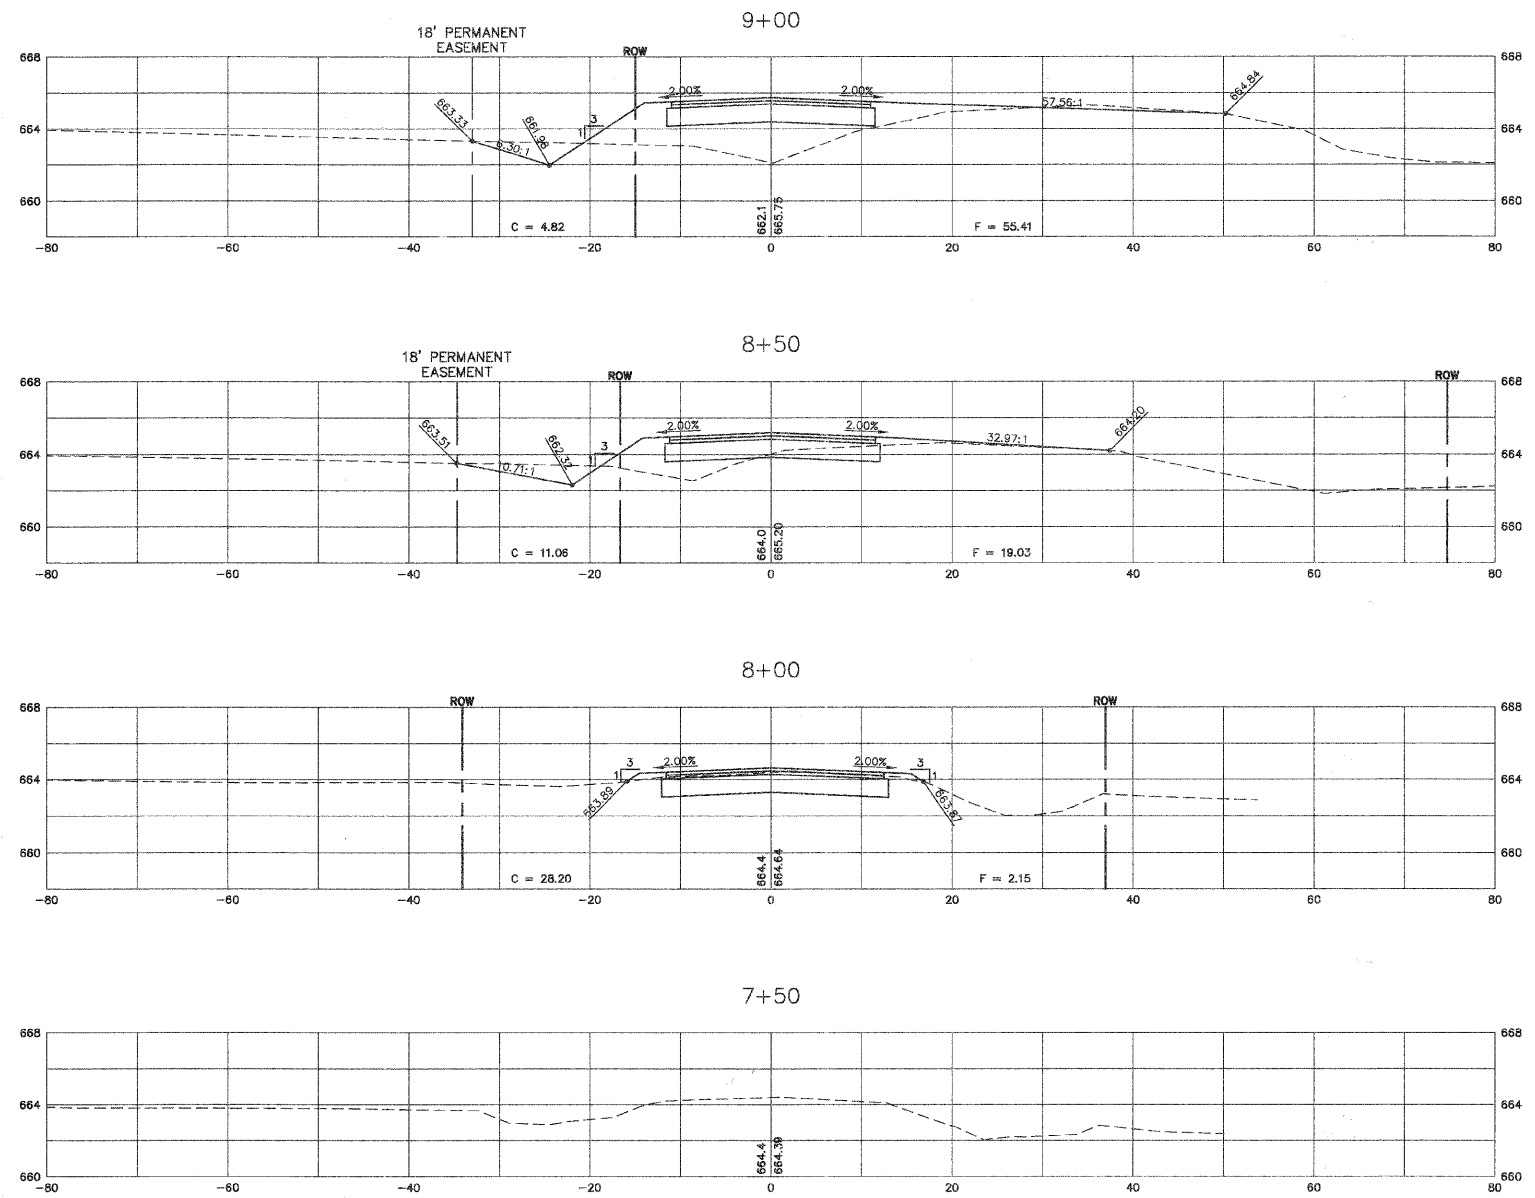 9+00
18' PERMANENT
EASEMENT
ROW
668 668
2.00% 2.00%
663.33 661.98 664.84
57.56:1
1 3
664 664
6.30:1
660 660
662.1
665.75
C = 4.82 F = 55.41
-80 -60 -40 -20 0 20 40 60 80
8+50
18' PERMANENT
EASEMENT
ROW ROW
668 668
2.00% 2.00%
663.51 662.32 664.20
32.97:1
1 3
664 664
0.71:1
660 660
664.0
665.20
C = 11.06 F = 19.03
-80 -60 -40 -20 0 20 40 60 80
8+00
ROW ROW
668 668
3 2.00% 2.00% 3
1 1
664 664
663.89 663.87
660 660
664.4
664.64
C = 28.20 F = 2.15
-80 -60 -40 -20 0 20 40 60 80
7+50
668 668
664 664
664.4
664.39
660 660
-80 -60 -40 -20 0 20 40 60 80